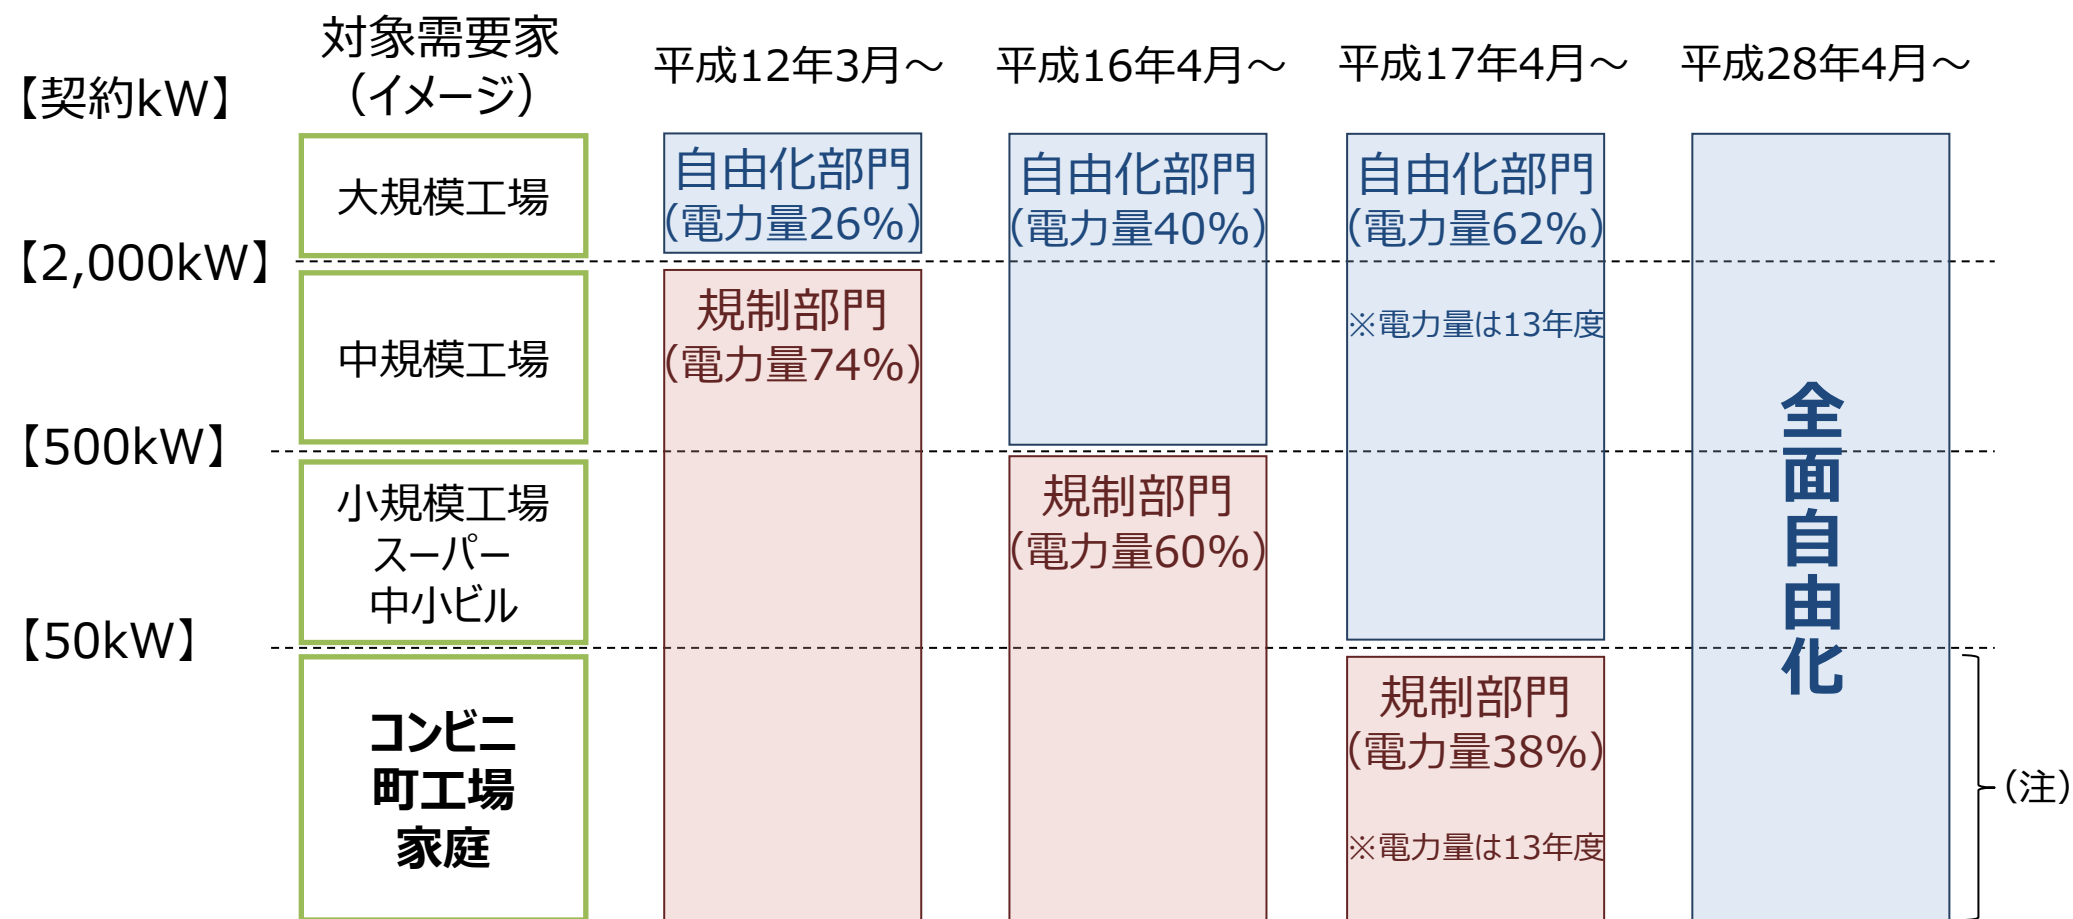 【契約kW】
対象需要家
（イメージ）
平成12年3月～
平成16年4月～
平成17年4月～
平成28年4月～
大規模工場
自由化部門
(電力量26%)
自由化部門
(電力量40%)
自由化部門
(電力量62%)
※電力量は13年度
【2,000kW】
中規模工場
規制部門
(電力量74%)
全面自由化
【500kW】
小規模工場
スーパー
中小ビル
規制部門
(電力量60%)
【50kW】
コンビニ
町工場
家庭
規制部門
(電力量38%)
※電力量は13年度
（注）